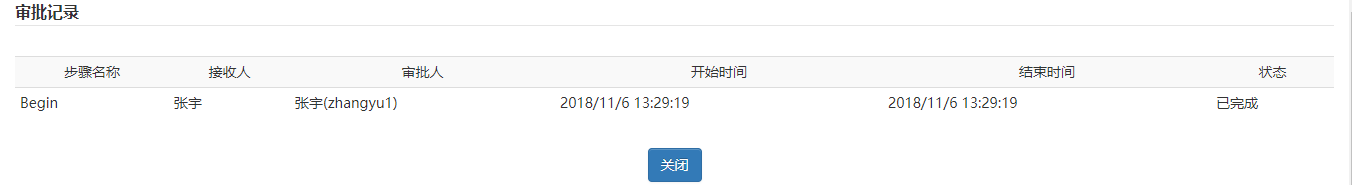 审批记录
步骤名称 接收人 审批人 开始时间 结束时间 状态
Begin 张宇 张宇(zhangyu1) 2018/11/6 13:29:19 2018/11/6 13:29:19 已完成
关闭